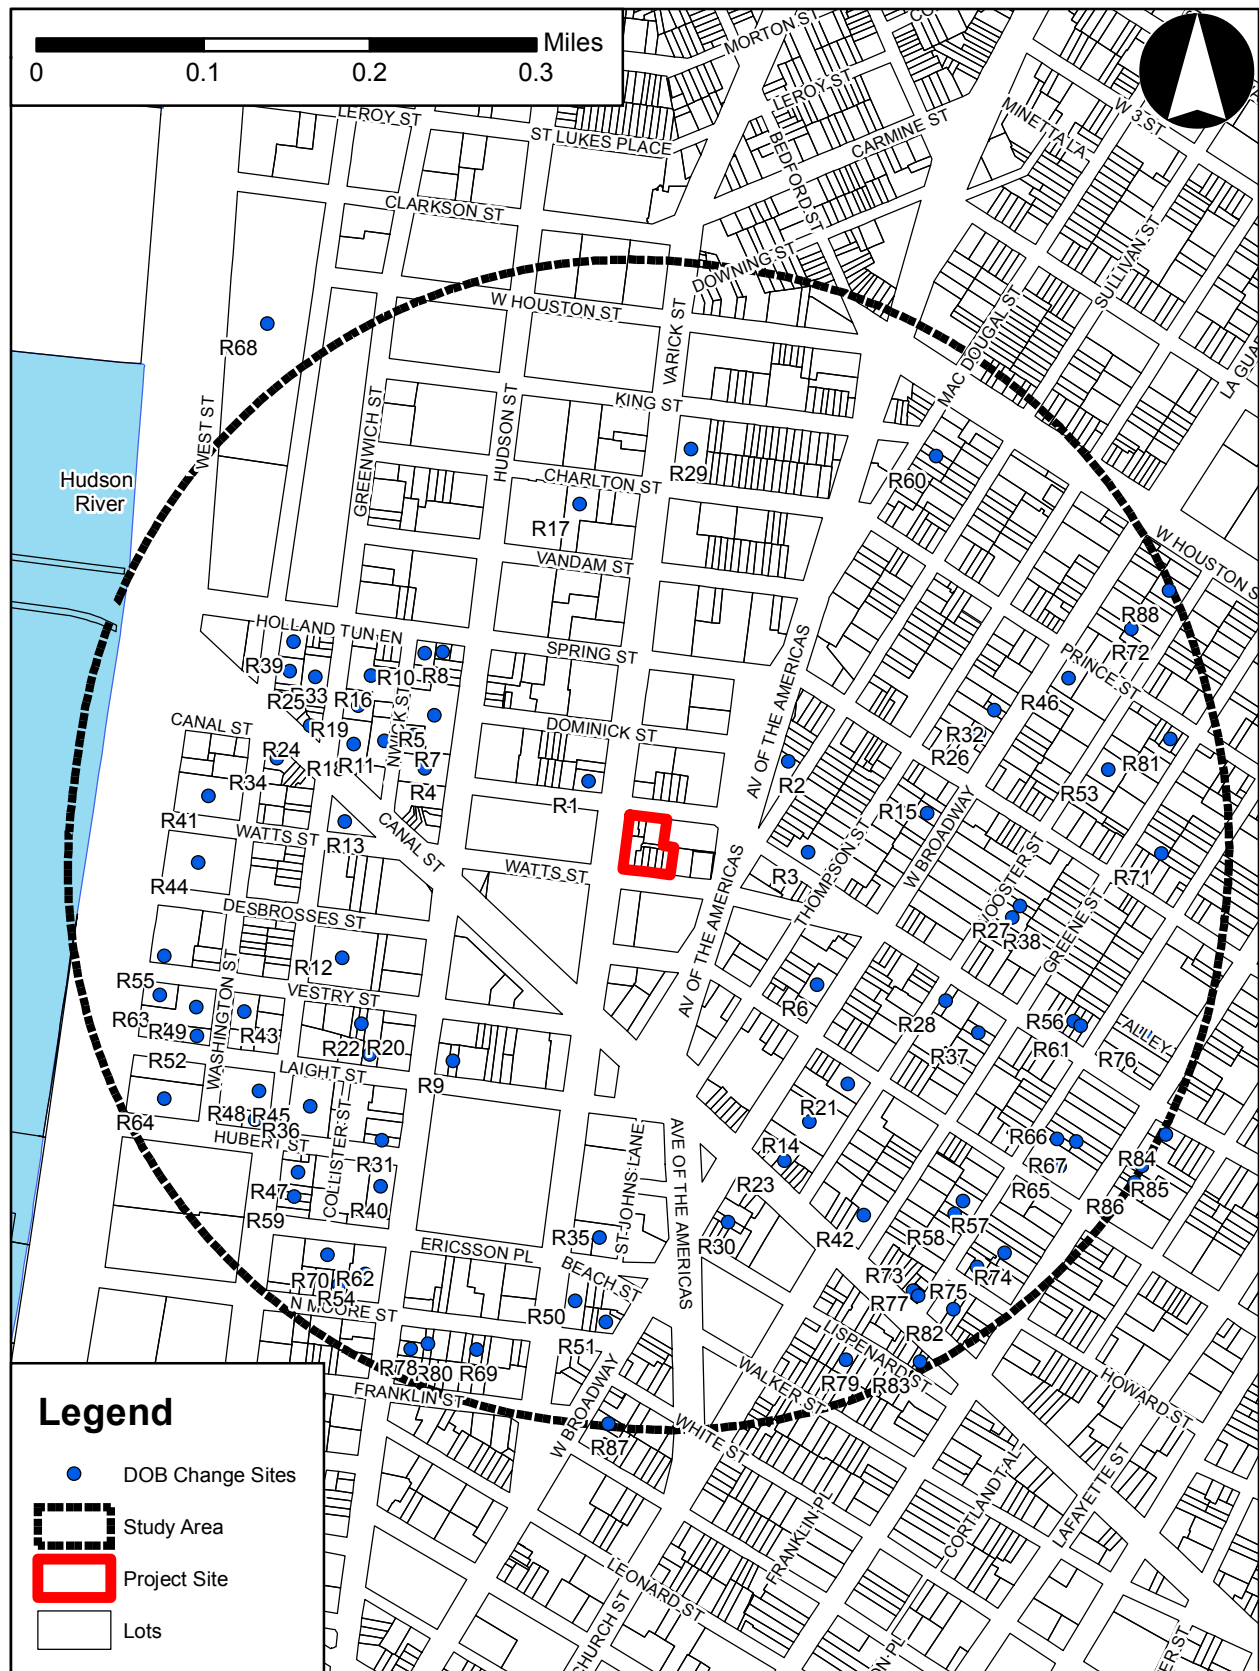 Miles
0 0.1 0.2 0.3
MORTON ST
LEROY ST
LEROY ST
ST LUKES PLACE
CARMINE ST
BEDFORD ST
MINETTA LA
W 3 ST
CLARKSON ST
DOWNING ST
SULLIVAN ST
W HOUSTON ST
VARICK ST
MAC DOUGAL ST
LA GUA
R68
WEST ST
GREENWICH ST
HUDSON ST
KING ST
Hudson
River
CHARLTON ST
R29
R60
R17
VANDAM ST
W HOUSTON S
HOLLAND TUN EN
SPRING ST
AV OF THE AMERICAS
R88
R72
PRINCE ST
R39
R10
R8
R25
R33
R16
R46
CANAL ST
R19
NWICK ST
R5
DOMINICK ST
R32
R26
R24
R18
R11
R7
R2
R81
R34
R4
R1
R15
R53
R41
WATTS ST
R13
CANAL ST
WATTS ST
R3
THOMPSON ST
W BROADWAY
WOOSTER ST
R71
R44
DESBROSSES ST
AV OF THE AMERICAS
R27
R38
GREENE ST
R12
R55
WASHINGTON ST
VESTRY ST
R6
R63
R49
R43
R28
R56
ALLEY
R22
R20
R37
R61
R76
R52
LAIGHT ST
R9
R48
R45
R36
R21
R64
HUBERT ST
COLLISTER ST
R31
ST JOHNS LANE
AVE OF THE AMERICAS
R14
R66
R67
R84
R47
R40
R23
R65
R85
R59
R86
ERICSSON PL
R35
R30
R42
R58
R57
R70
R62
BEACH ST
R54
R73
R74
N MOORE ST
R50
R77
R75
R51
LISPENARD ST
R82
R78
R80
R69
WALKER ST
R79
R83
FRANKLIN ST
W BROADWAY
HOWARD ST
R87
WHITE ST
CORTLANDT AL
LAFAYETTE ST
FRANKLIN PL
LEONARD ST
CHURCH ST
Legend
DOB Change Sites
Study Area
Project Site
Lots